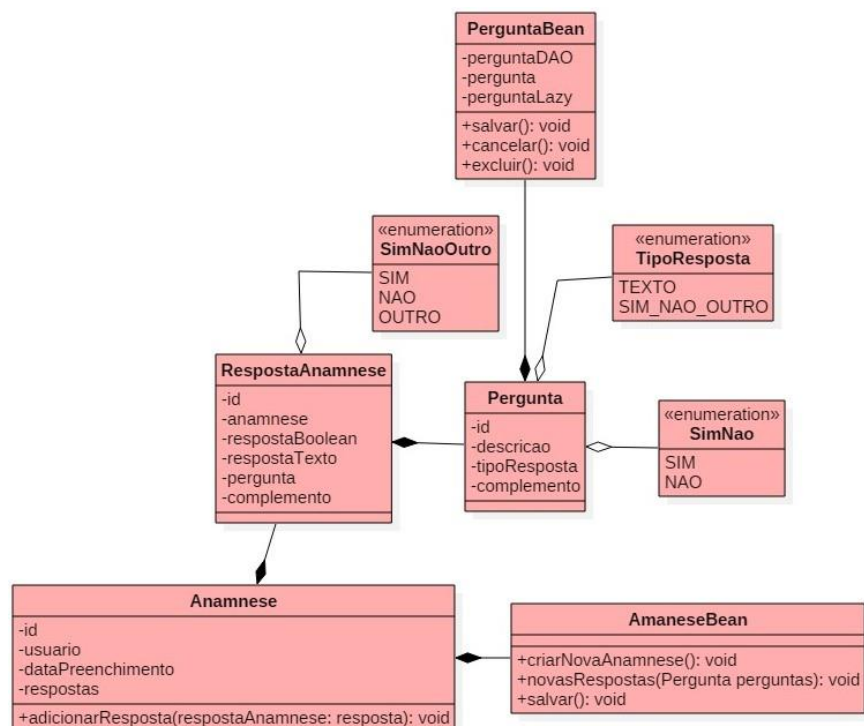 PerguntaBean
-perguntaDAO
-pergunta
-perguntaLazy
+salvar(): void
+cancelar(): void
+excluir(): void
«enumeration»
SimNaoOutro
SIM
NAO
OUTRO
«enumeration»
TipoResposta
TEXTO
SIM_NAO_OUTRO
RespostaAnamnese
-id
-anamnese
-respostaBoolean
-respostaTexto
-pergunta
-complemento
Pergunta
-id
-descricao
-tipoResposta
-complemento
«enumeration»
SimNao
SIM
NAO
Anamnese
-id
-usuario
-dataPreenchimento
-respostas
+adicionarResposta(respostaAnamnese: resposta): void
AmaneseBean
+criarNovaAnamnese(): void
+novasRespostas(Pergunta perguntas): void
+salvar(): void